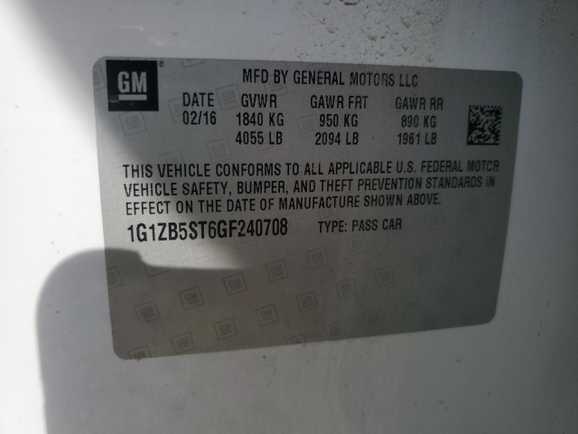 GM
MFD BY GENERAL MOTORS LLC
DATE GVWR GAWR FRT GAWR RR
02/16 1840 KG 950 KG 890 KG
4055 LB 2094 LB 1961 LB
THIS VEHICLE CONFORMS TO ALL APPLICABLE U.S. FEDERAL MOTOR
VEHICLE SAFETY, BUMPER, AND THEFT PREVENTION STANDARDS IN
EFFECT ON THE DATE OF MANUFACTURE SHOWN ABOVE.
1G1ZB5ST6GF240708 TYPE: PASS CAR